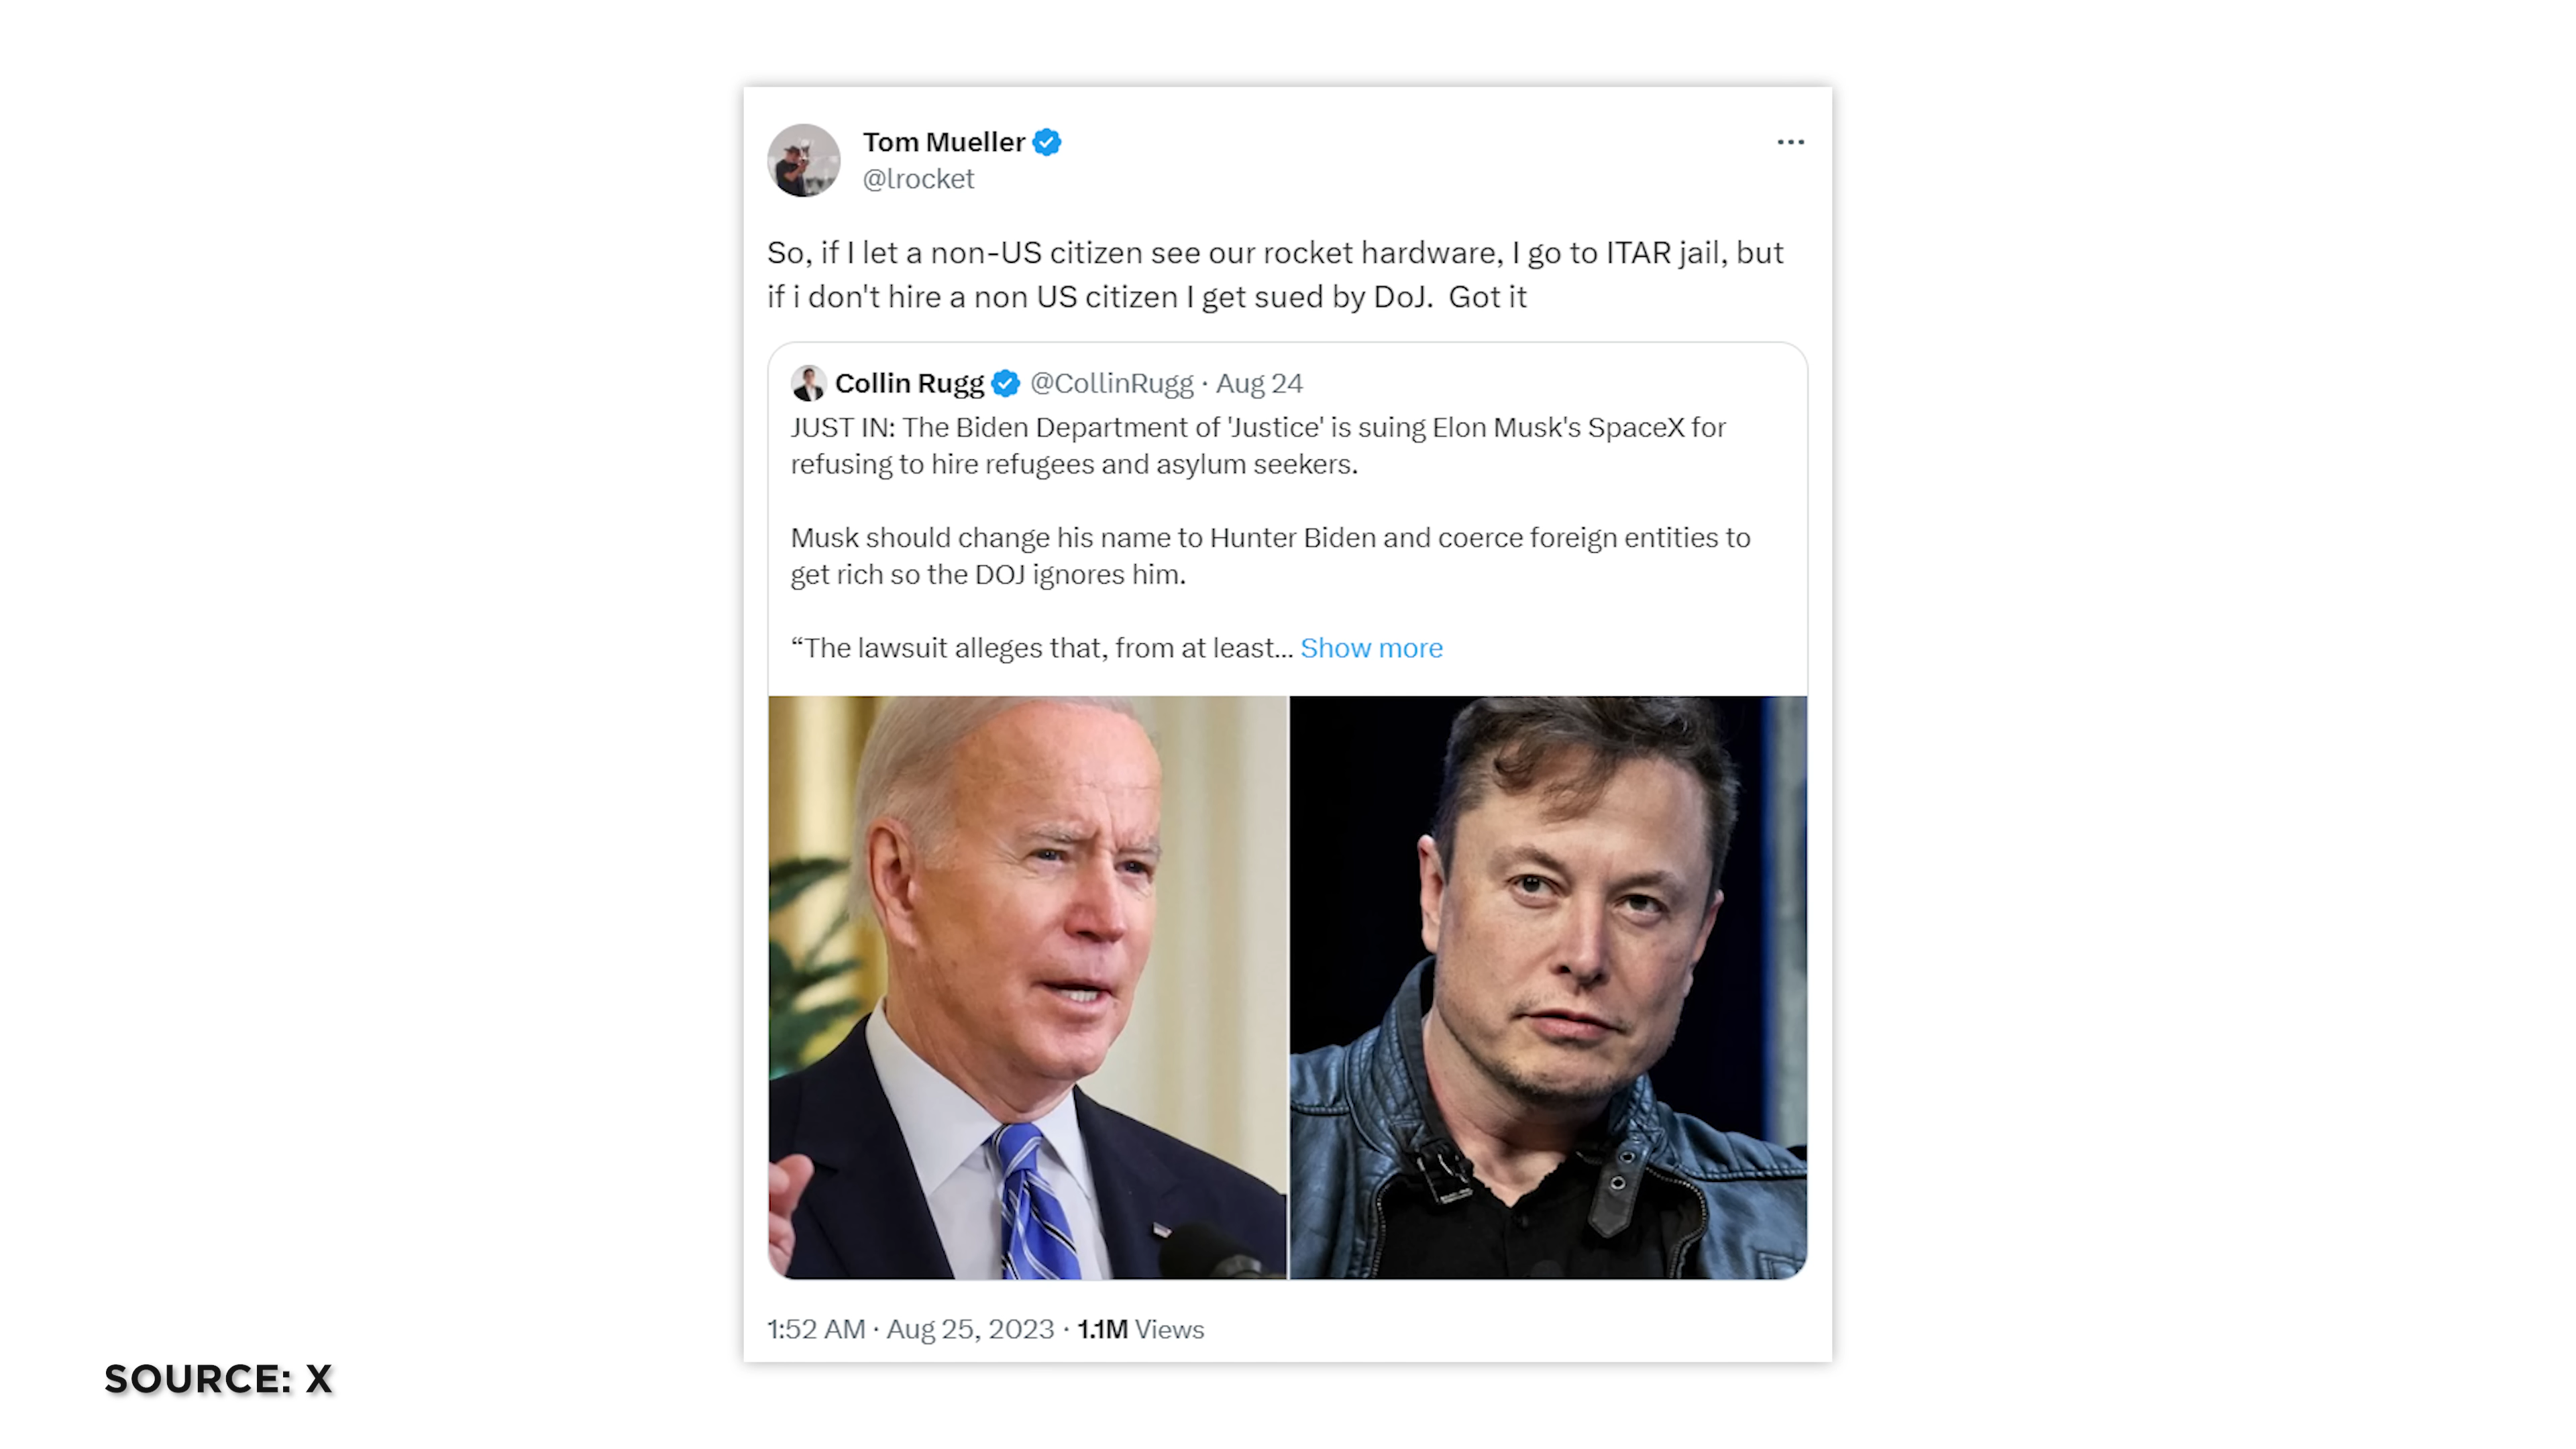 Tom Mueller
@lrocket
So, if I let a non-US citizen see our rocket hardware, I go to ITAR jail, but
if i don't hire a non US citizen I get sued by DoJ.  Got it
Collin Rugg @CollinRugg · Aug 24
JUST IN: The Biden Department of 'Justice' is suing Elon Musk's SpaceX for
refusing to hire refugees and asylum seekers.
Musk should change his name to Hunter Biden and coerce foreign entities to
get rich so the DOJ ignores him.
“The lawsuit alleges that, from at least... Show more
1:52 AM · Aug 25, 2023 · 1.1M Views
SOURCE: X